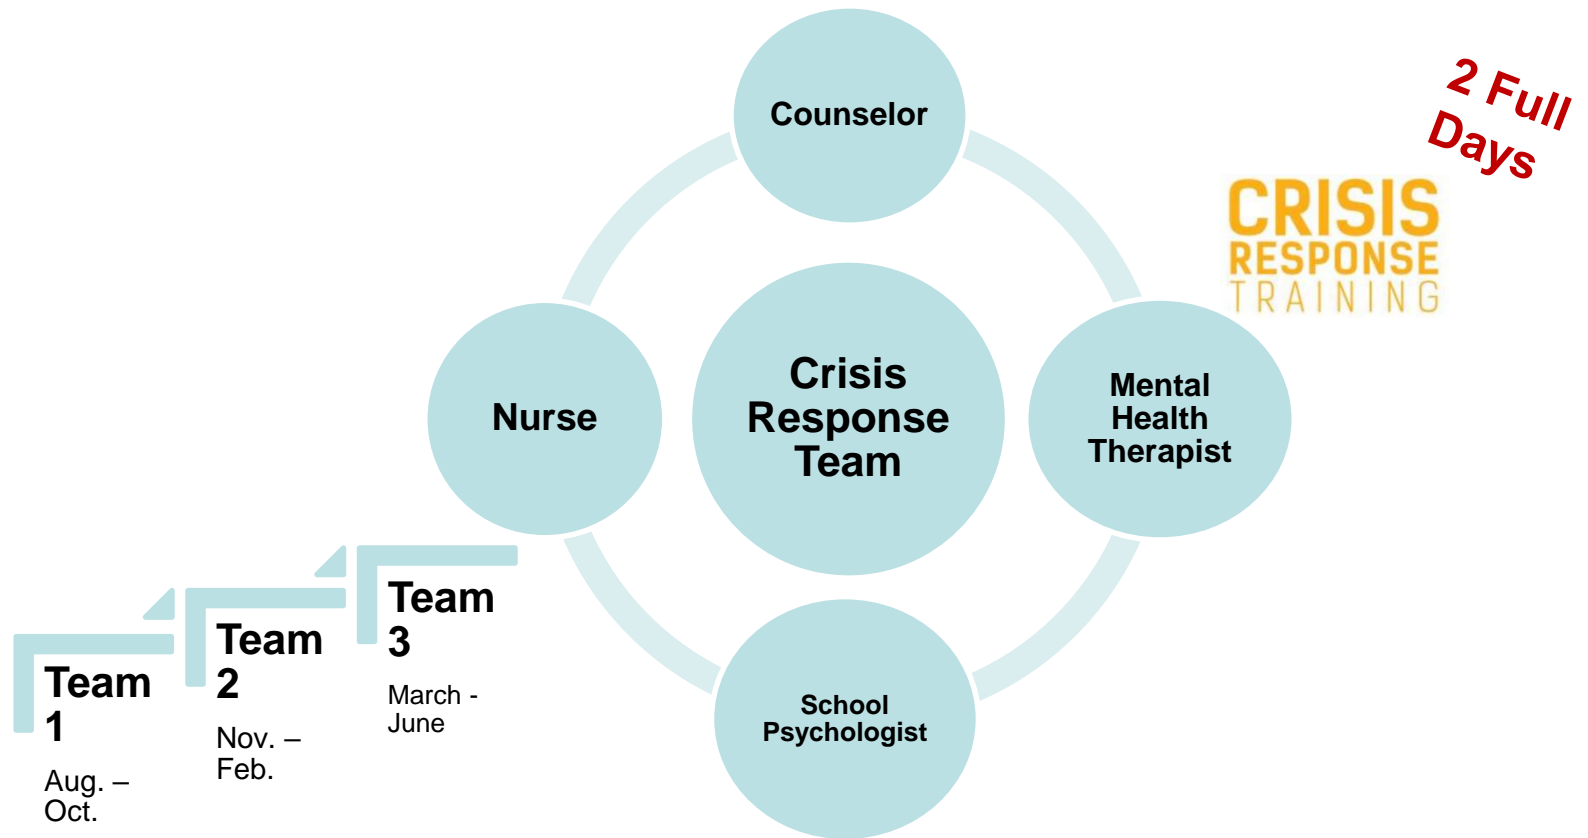 Counselor
2 Full
Days
CRISIS
RESPONSE
TRAINING
Nurse
Crisis
Response
Team
Mental
Health
Therapist
School
Psychologist
Team
1
Aug. –
Oct.
Team
2
Nov. –
Feb.
Team
3
March -
June